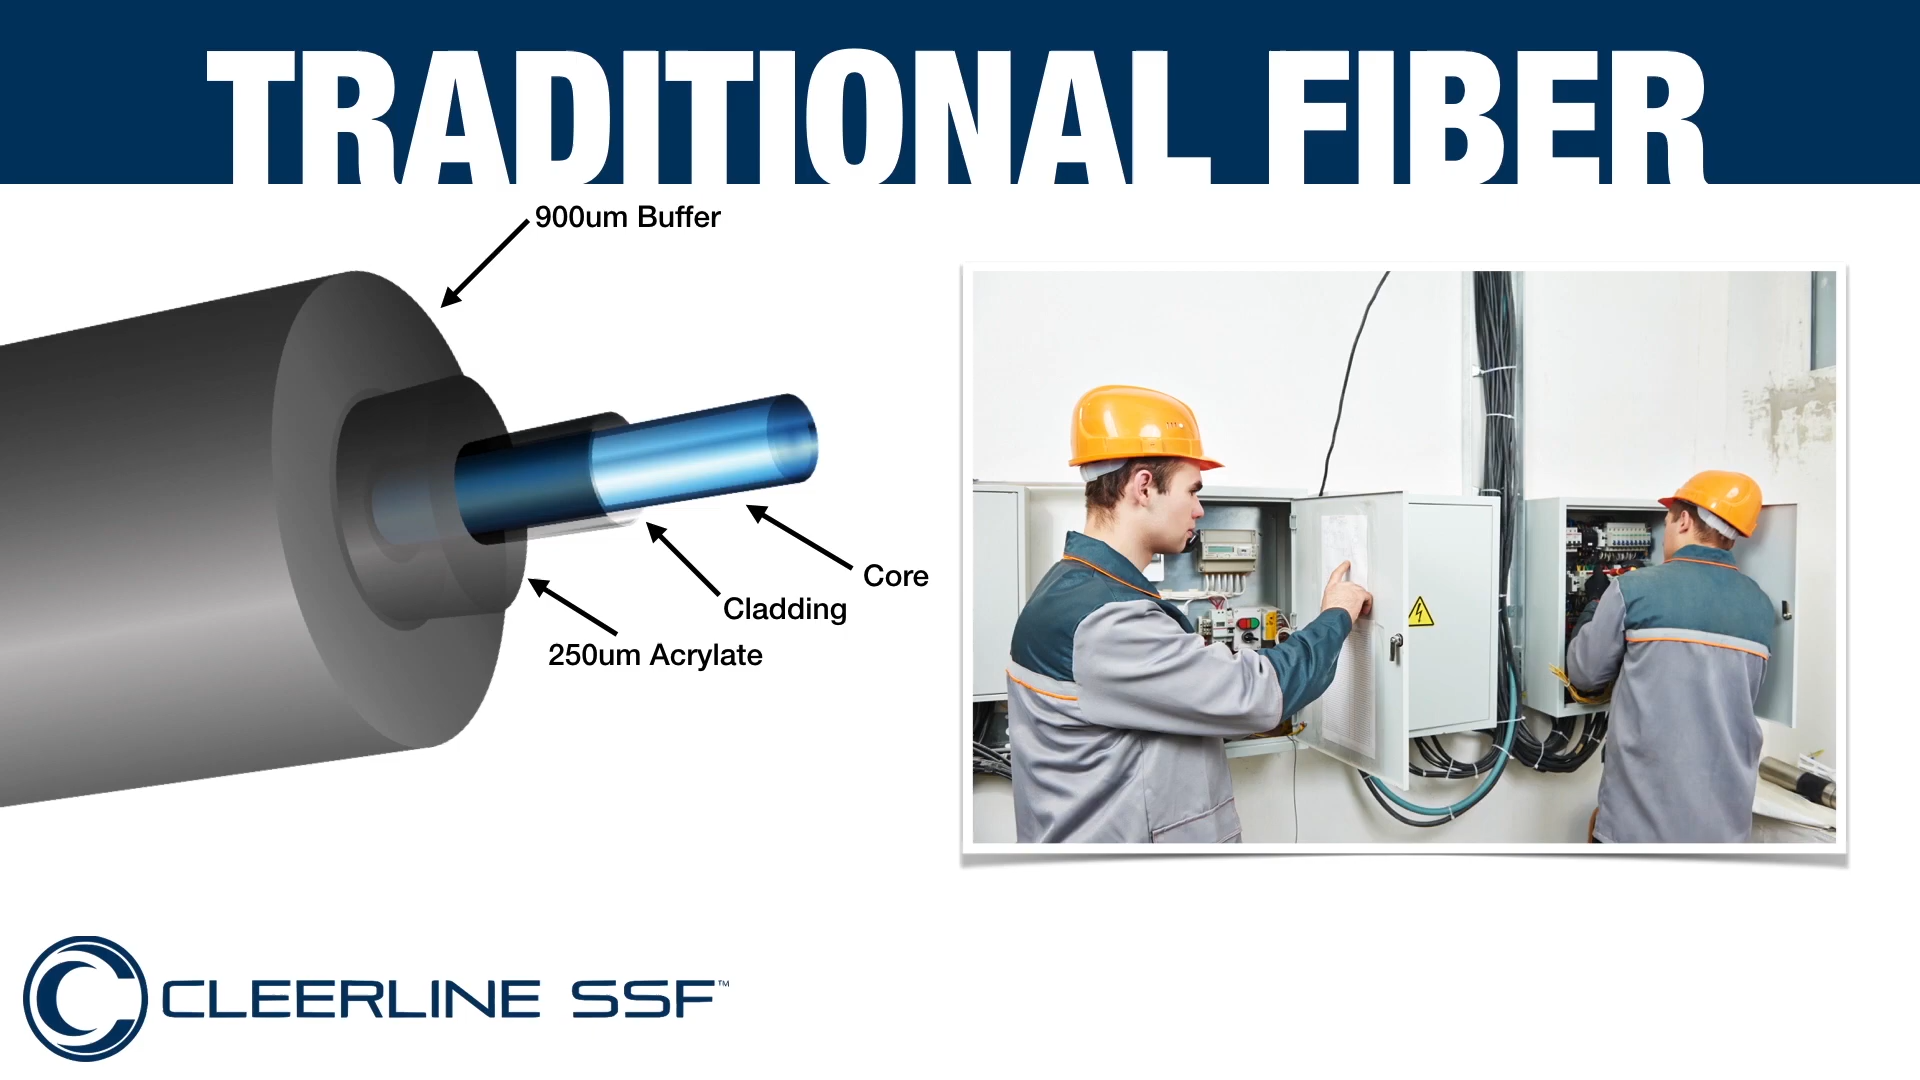 TRADITIONAL FIBER
900um Buffer
Core
Cladding
250um Acrylate
CLEERLINE SSF™